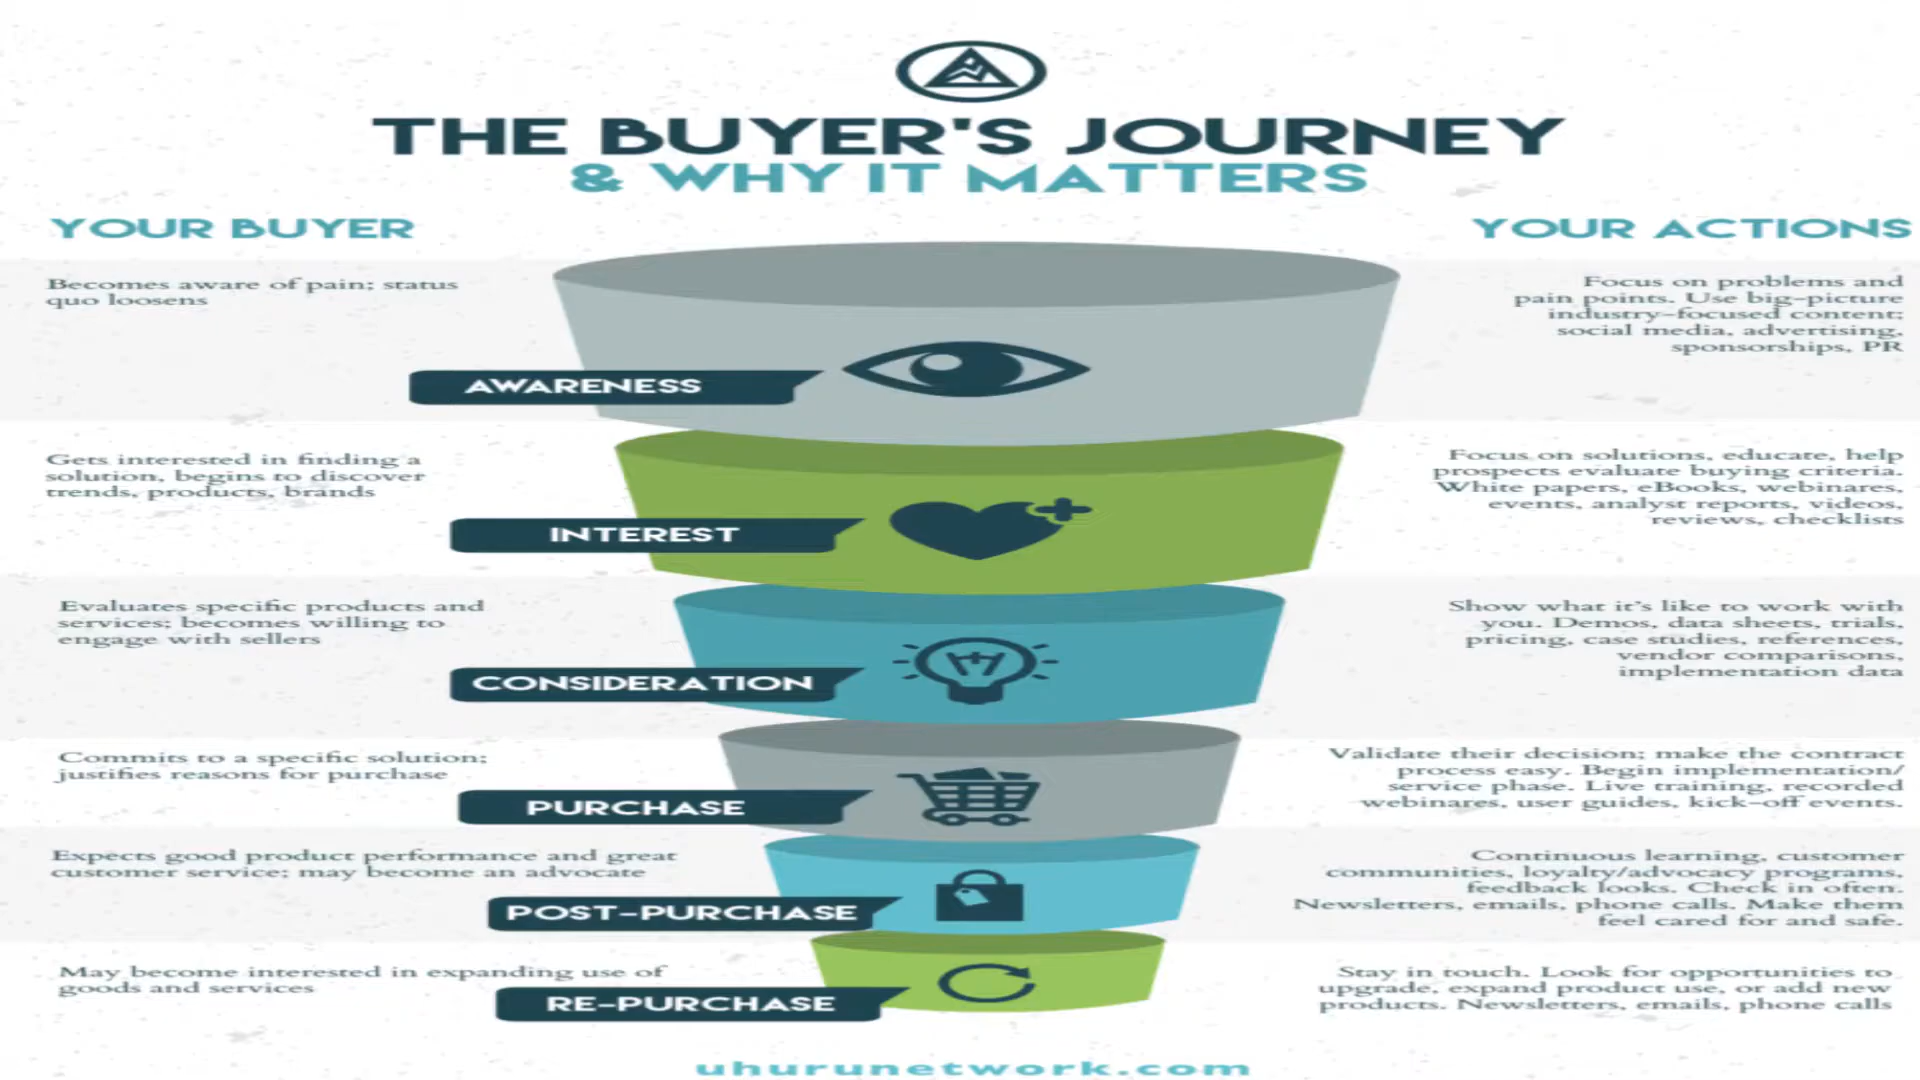 THE BUYER'S JOURNEY
& WHY IT MATTERS
YOUR BUYER
YOUR ACTIONS
Becomes aware of pain; status
quo loosens
AWARENESS
Focus on problems and
pain points. Use big-picture
industry-focused content;
social media, advertising,
sponsorships, PR
Gets interested in finding a
solution, begins to discover
trends, products, brands
INTEREST
Focus on solutions, educate, help
prospects evaluate buying criteria.
White papers, eBooks, webinares,
events, analyst reports, videos,
reviews, checklists
Evaluates specific products and
services; becomes willing to
engage with sellers
CONSIDERATION
Show what it's like to work with
you. Demos, data sheets, trials,
pricing, case studies, references,
vendor comparisons,
implementation data
Commits to a specific solution;
justifies reasons for purchase
PURCHASE
Validate their decision; make the contract
process easy. Begin implementation/
service phase. Live training, recorded
webinares, user guides, kick-off events.
Expects good product performance and great
customer service; may become an advocate
POST-PURCHASE
Continuous learning, customer
communities, loyalty/advocacy programs,
feedback looks. Check in often.
Newsletters, emails, phone calls. Make them
feel cared for and safe.
May become interested in expanding use of
goods and services
RE-PURCHASE
Stay in touch. Look for opportunities to
upgrade, expand product use, or add new
products. Newsletters, emails, phone calls
uhurunetwork.com